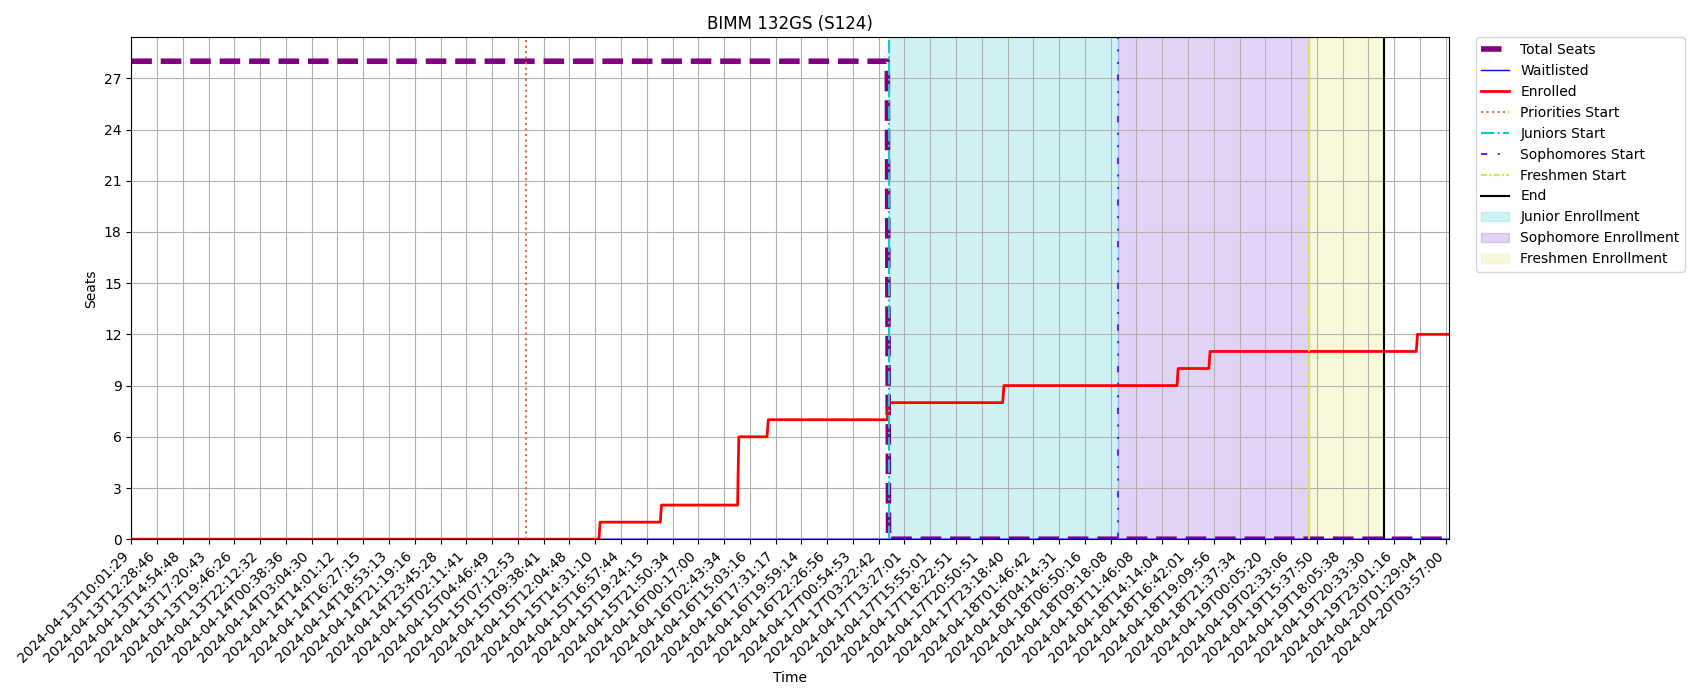 BIMM 132GS (S124)
Total Seats
Waitlisted
Enrolled
Priorities Start
Juniors Start
Sophomores Start
Freshmen Start
End
Junior Enrollment
Sophomore Enrollment
Freshmen Enrollment
Seats
27
24
21
18
15
12
9
6
3
0
2024-04-13T10:01:29
2024-04-13T12:28:46
2024-04-13T14:54:48
2024-04-13T17:20:43
2024-04-13T19:46:26
2024-04-13T22:12:32
2024-04-14T00:38:36
2024-04-14T03:04:30
2024-04-14T14:01:12
2024-04-14T16:27:15
2024-04-14T18:53:13
2024-04-14T21:19:16
2024-04-14T23:45:28
2024-04-15T02:11:41
2024-04-15T04:46:49
2024-04-15T07:12:53
2024-04-15T09:38:41
2024-04-15T12:04:48
2024-04-15T14:31:10
2024-04-15T16:57:44
2024-04-15T19:24:15
2024-04-15T21:50:34
2024-04-16T00:17:00
2024-04-16T02:43:34
2024-04-16T15:03:16
2024-04-16T17:31:17
2024-04-16T19:59:14
2024-04-16T22:26:56
2024-04-17T00:54:53
2024-04-17T03:22:42
2024-04-17T13:27:01
2024-04-17T15:55:01
2024-04-17T18:22:51
2024-04-17T20:50:51
2024-04-17T23:18:40
2024-04-18T01:46:42
2024-04-18T04:14:31
2024-04-18T06:50:16
2024-04-18T09:18:08
2024-04-18T11:46:08
2024-04-18T14:14:04
2024-04-18T16:42:01
2024-04-18T19:09:56
2024-04-18T21:37:34
2024-04-19T00:05:20
2024-04-19T02:33:06
2024-04-19T15:37:50
2024-04-19T18:05:38
2024-04-19T20:33:30
2024-04-19T23:01:16
2024-04-20T01:29:04
2024-04-20T03:57:00
Time